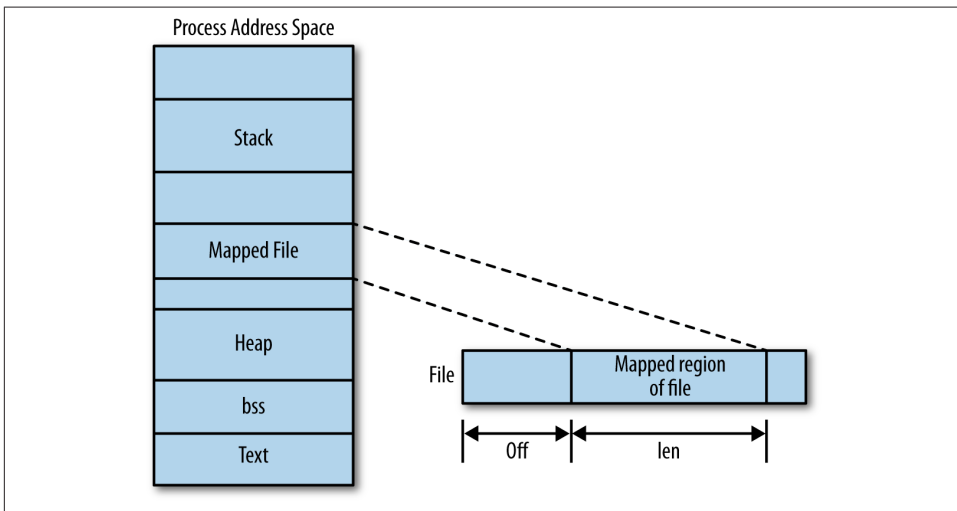 Process Address Space
Stack
Mapped File
Heap
bss
Text
File
Mapped region
of file
Off
len